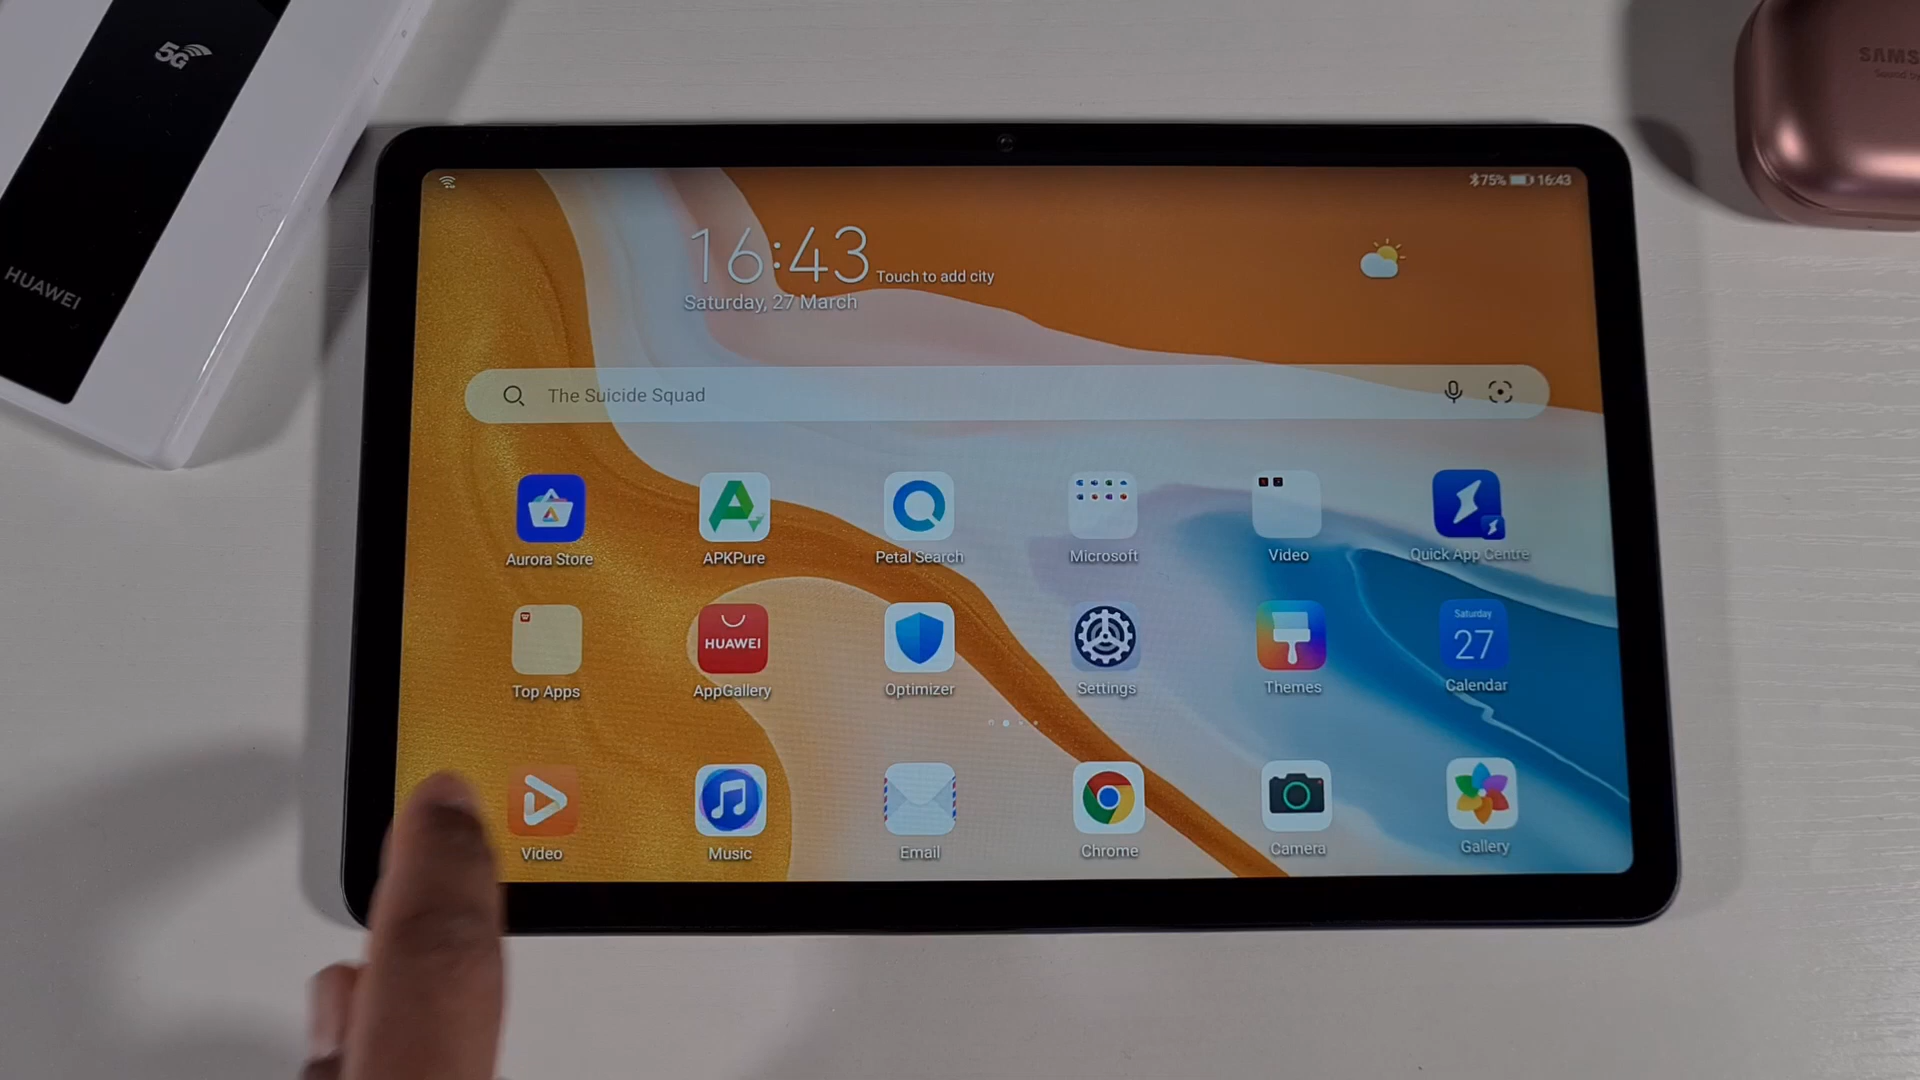 5G
HUAWEI
SAMS
Sound by
75% 16:43
16:43
Touch to add city
Saturday, 27 March
The Suicide Squad
Aurora Store
APKPure
Petal Search
Microsoft
Video
Quick App Centre
HUAWEI
Saturday
27
Top Apps
AppGallery
Optimizer
Settings
Themes
Calendar
Video
Music
Email
Chrome
Camera
Gallery